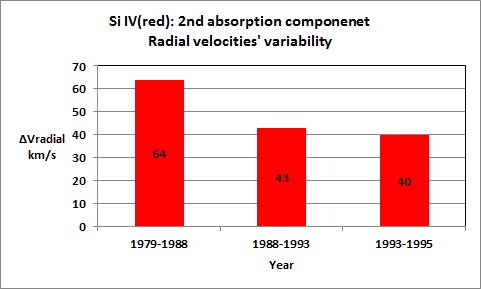 Si IV(red): 2nd absorption componenet
Radial velocities' variability
70
60
50
40
30
20
10
0
ΔVradial
km/s
64
43
40
1979-1988
1988-1993
1993-1995
Year